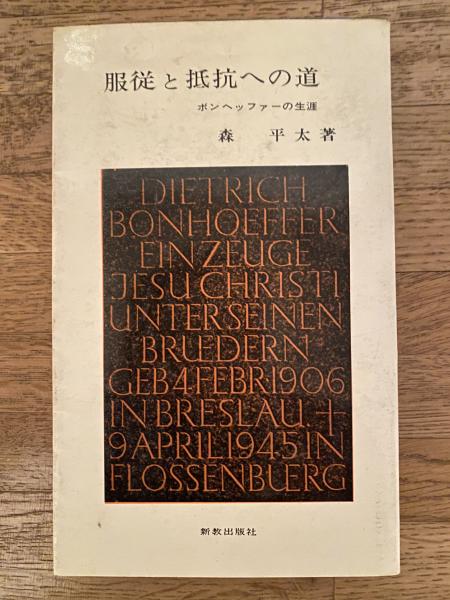 服従と抵抗への道
ボンヘッファーの生涯
森 平太著
DIETRICH
BONHOEFFER
EIN ZEUGE
JESU CHRISTI
UNTER SEINEN
BRUEDERN
GEB 4 FEBR 1906
IN BRESLAU +
9 APRIL 1945 IN
FLOSSENBUERG
新教出版社